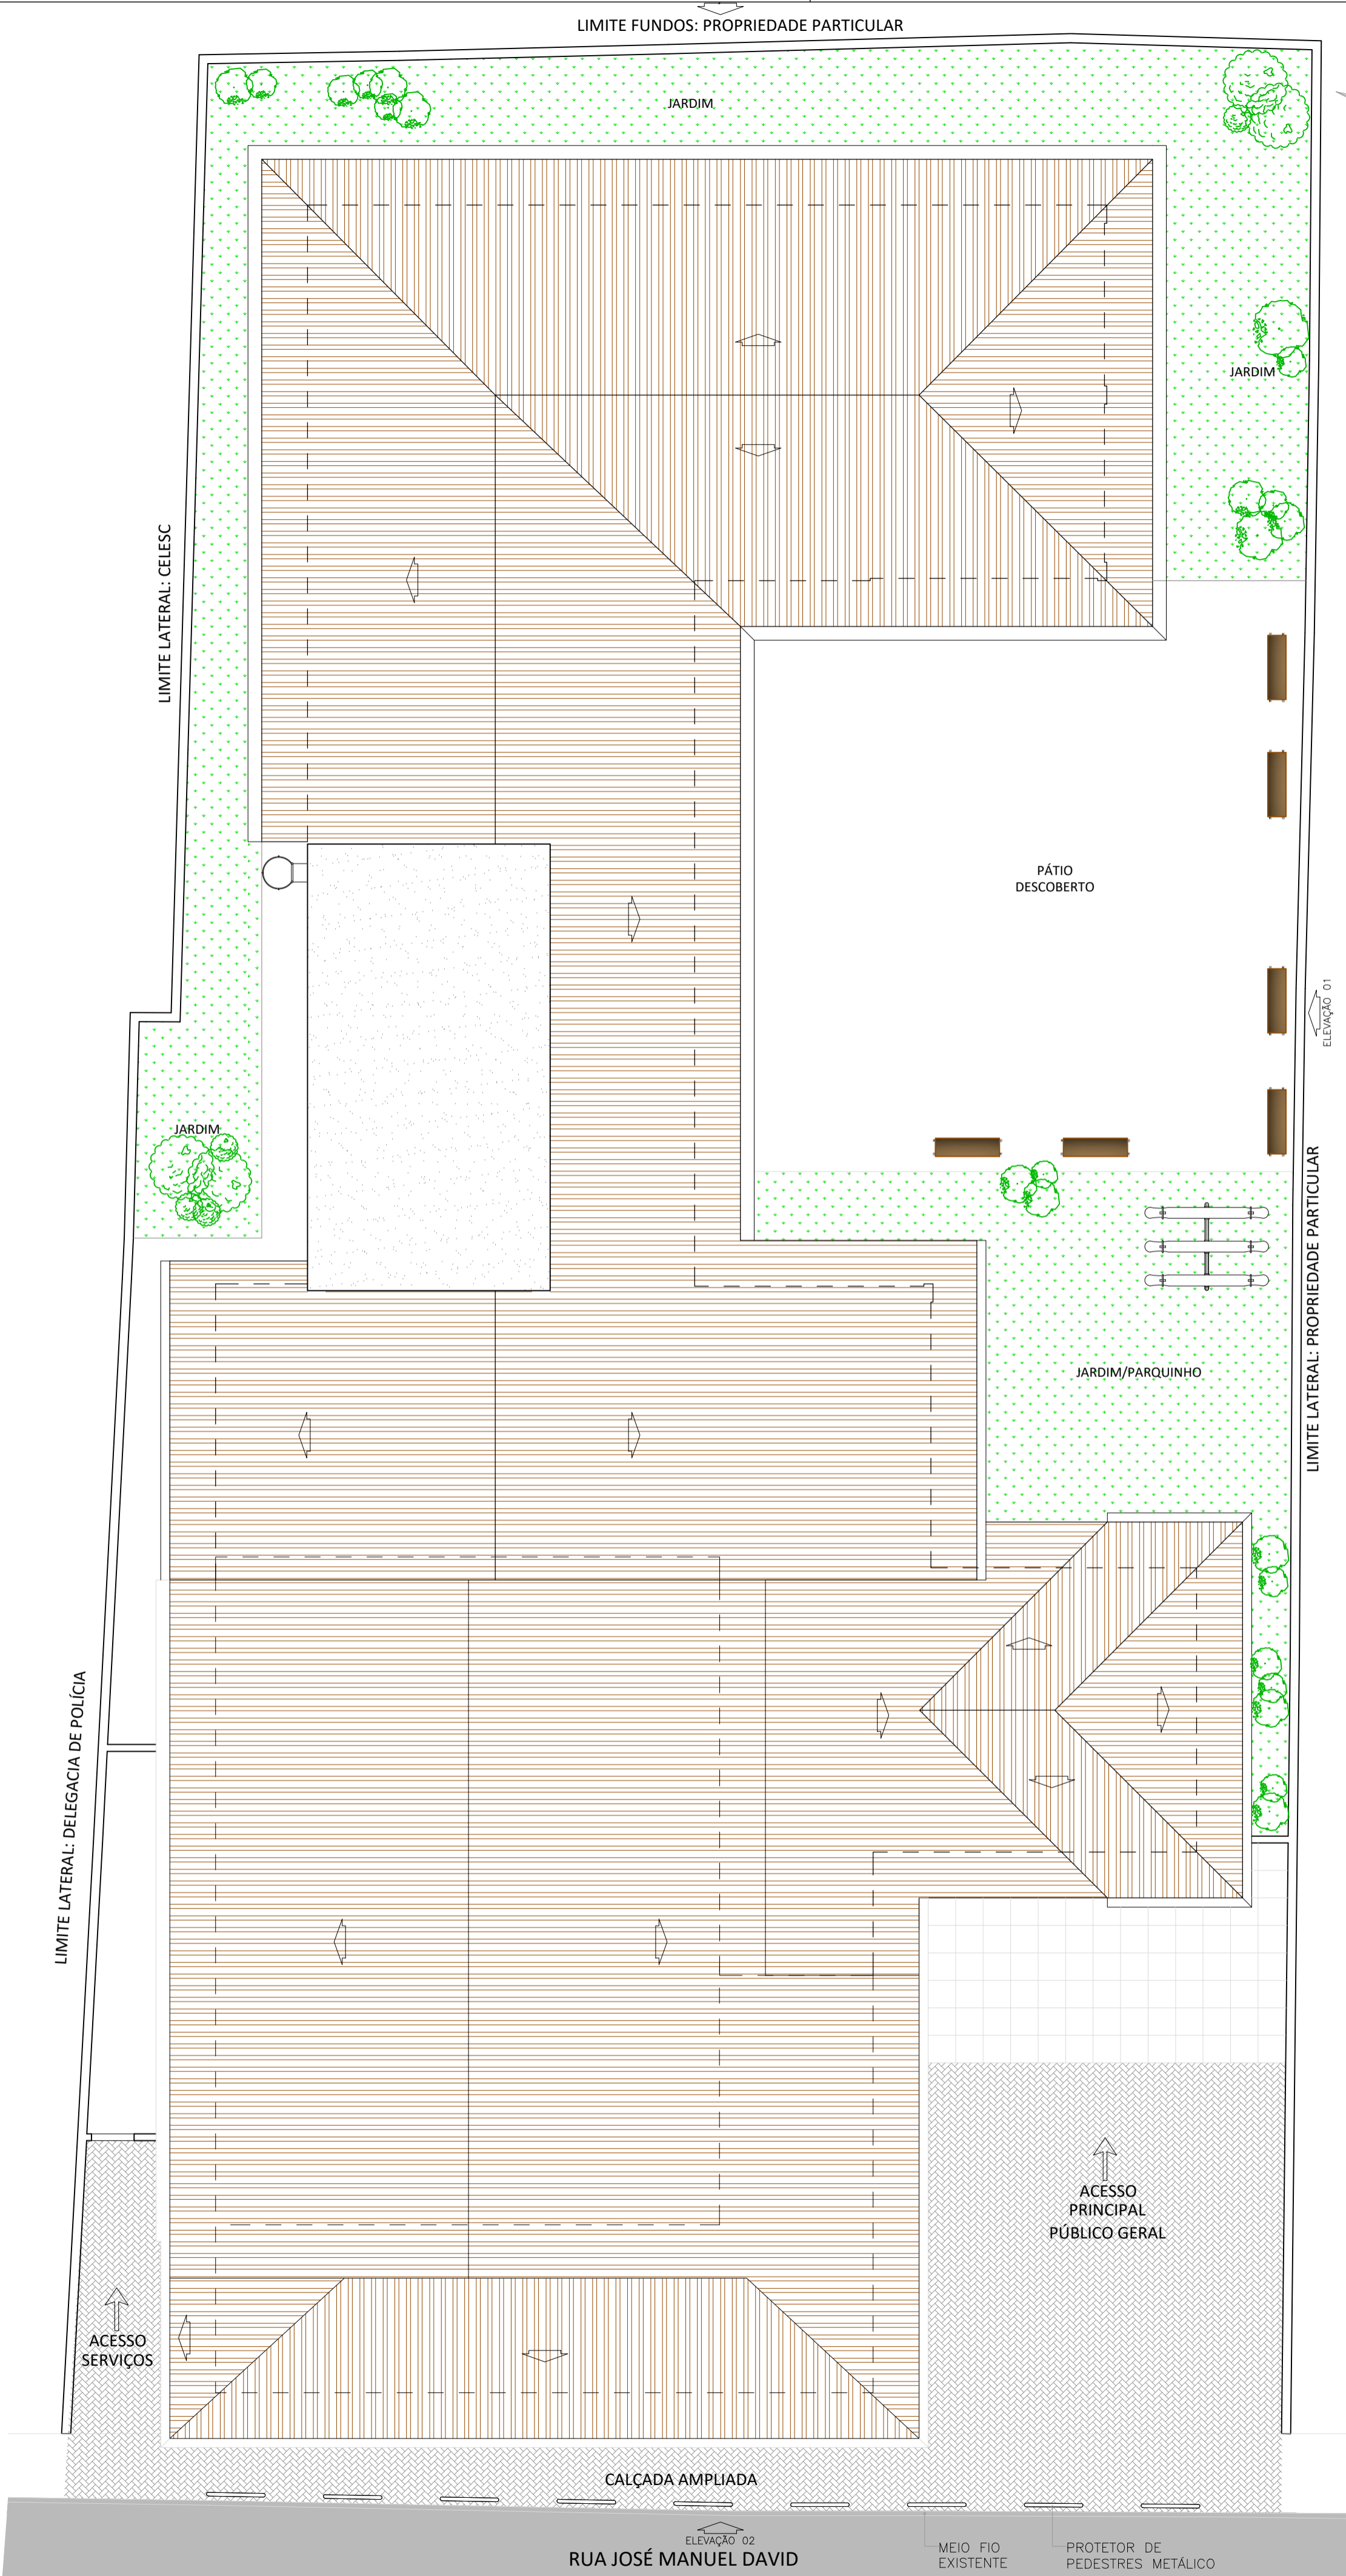 LIMITE FUNDOS: PROPRIEDADE PARTICULAR
JARDIM
JARDIM
LIMITE LATERAL: CELESC
PÁTIO
DESCOBERTO
ELEVAÇÃO 01
JARDIM
LIMITE LATERAL: PROPRIEDADE PARTICULAR
JARDIM/PARQUINHO
LIMITE LATERAL: DELEGACIA DE POLÍCIA
ACESSO
PRINCIPAL
PÚBLICO GERAL
ACESSO
SERVIÇOS
CALÇADA AMPLIADA
ELEVAÇÃO 02
RUA JOSÉ MANUEL DAVID
MEIO FIO
EXISTENTE
PROTETOR DE
PEDESTRES METÁLICO